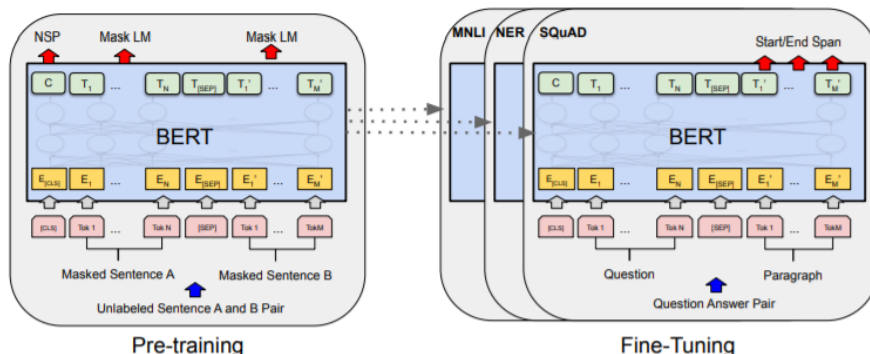 NSP Mask LM Mask LM
C T1 ... TN T[SEP] T1' ... TM'
BERT
E[CLS] E1 ... EN E[SEP] E1' ... EM'
[CLS] Tok 1 ... Tok N [SEP] Tok 1 ... TokM
Masked Sentence A Masked Sentence B
Unlabeled Sentence A and B Pair
Pre-training
MNLI NER SQuAD
Start/End Span
C T1 ... TN T[SEP] T1' ... TM'
BERT
E[CLS] E1 ... EN E[SEP] E1' ... EM'
[CLS] Tok 1 ... Tok N [SEP] Tok 1 ... TokM
Question Paragraph
Question Answer Pair
Fine-Tuning